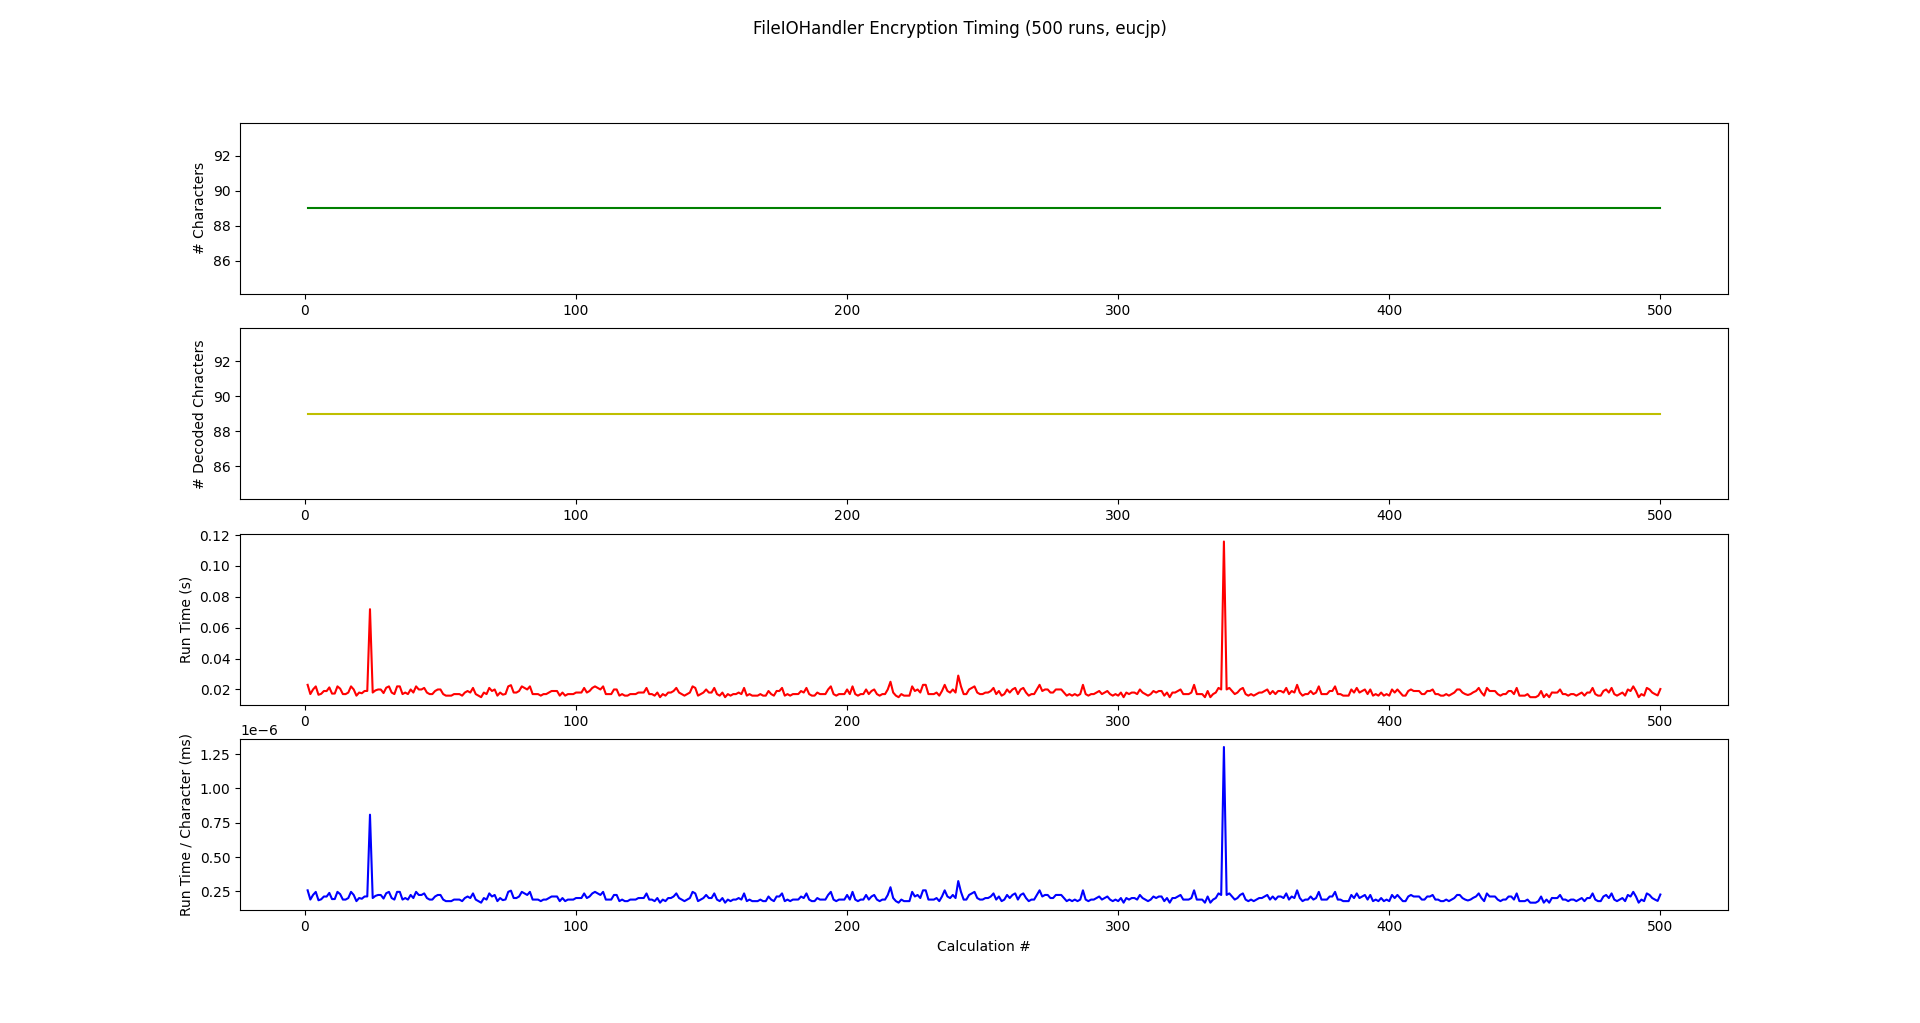 FileIOHandler Encryption Timing (500 runs, eucjp)
# Characters
92
90
88
86
0 100 200 300 400 500
# Decoded Chracters
92
90
88
86
0 100 200 300 400 500
Run Time (s)
0.12
0.10
0.08
0.06
0.04
0.02
0 100 200 300 400 500
1e−6
Run Time / Character (ms)
1.25
1.00
0.75
0.50
0.25
0 100 200 300 400 500
Calculation #